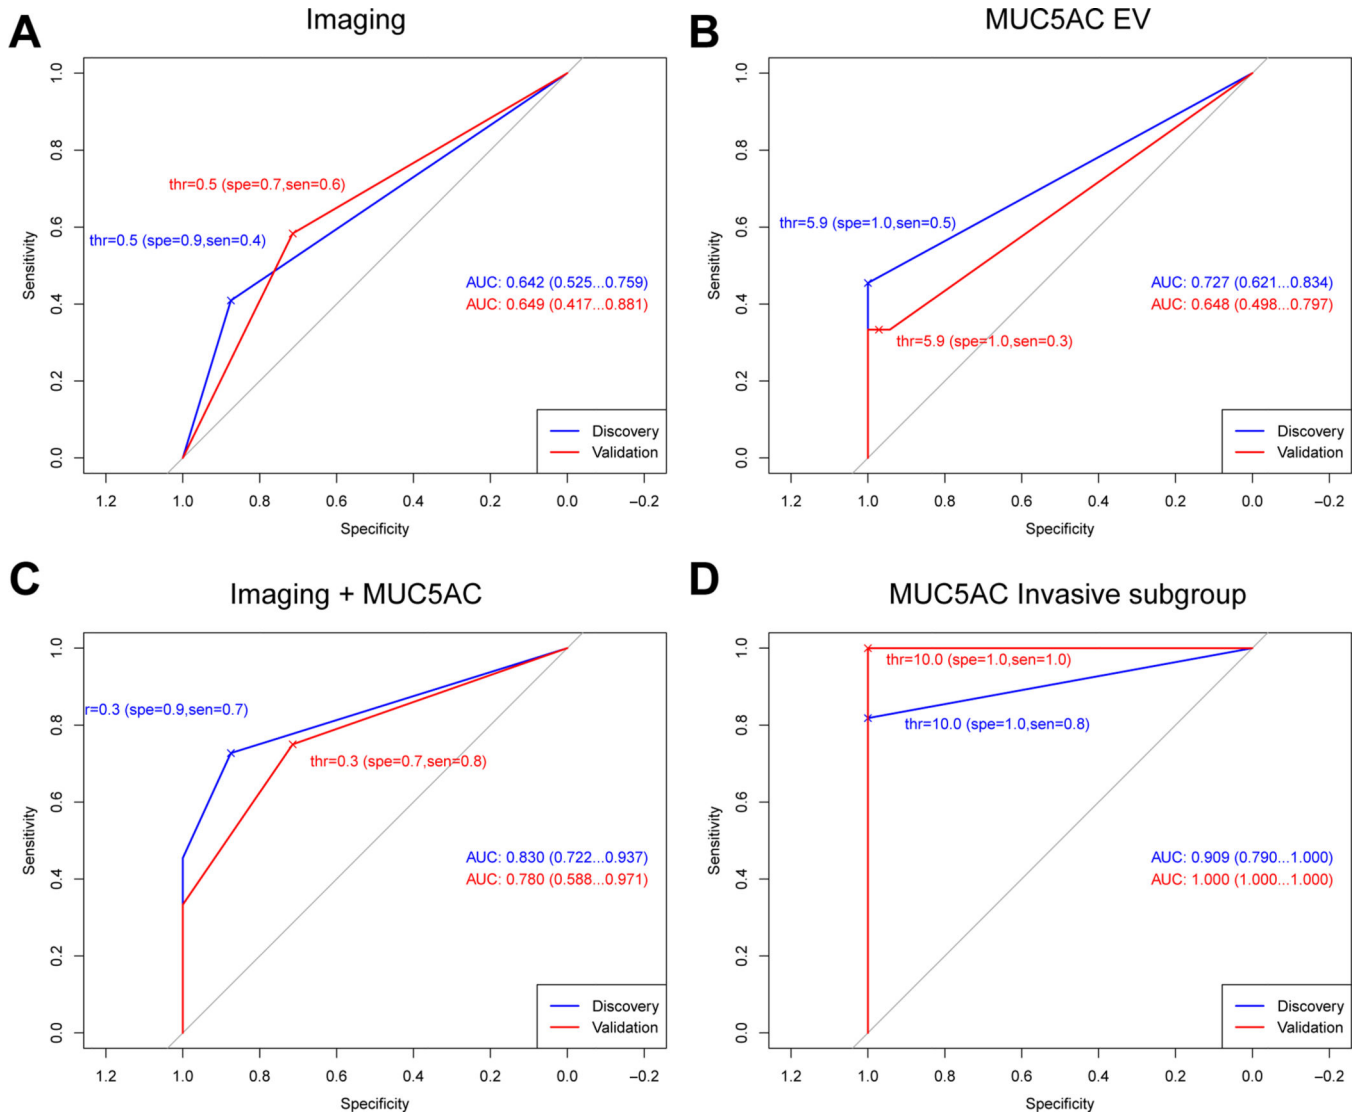 A
Imaging
1.0
0.8
0.6
0.4
0.2
0.0
Sensitivity
thr=0.5 (spe=0.7,sen=0.6)
thr=0.5 (spe=0.9,sen=0.4)
AUC: 0.642 (0.525...0.759)
AUC: 0.649 (0.417...0.881)
Discovery
Validation
1.2 1.0 0.8 0.6 0.4 0.2 0.0 −0.2
Specificity
B
MUC5AC EV
1.0
0.8
0.6
0.4
0.2
0.0
Sensitivity
thr=5.9 (spe=1.0,sen=0.5)
AUC: 0.727 (0.621...0.834)
AUC: 0.648 (0.498...0.797)
thr=5.9 (spe=1.0,sen=0.3)
Discovery
Validation
1.2 1.0 0.8 0.6 0.4 0.2 0.0 −0.2
Specificity
C
Imaging + MUC5AC
1.0
0.8
0.6
0.4
0.2
0.0
Sensitivity
r=0.3 (spe=0.9,sen=0.7)
thr=0.3 (spe=0.7,sen=0.8)
AUC: 0.830 (0.722...0.937)
AUC: 0.780 (0.588...0.971)
Discovery
Validation
1.2 1.0 0.8 0.6 0.4 0.2 0.0 −0.2
Specificity
D
MUC5AC Invasive subgroup
1.0
0.8
0.6
0.4
0.2
0.0
Sensitivity
thr=10.0 (spe=1.0,sen=1.0)
thr=10.0 (spe=1.0,sen=0.8)
AUC: 0.909 (0.790...1.000)
AUC: 1.000 (1.000...1.000)
Discovery
Validation
1.2 1.0 0.8 0.6 0.4 0.2 0.0 −0.2
Specificity